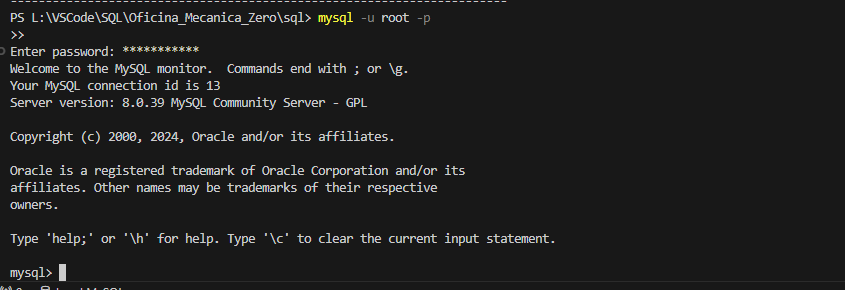 PS L:\VSCode\SQL\Oficina_Mecanica_Zero\sql> mysql -u root -p
>>
Enter password: ***********
Welcome to the MySQL monitor.  Commands end with ; or \g.
Your MySQL connection id is 13
Server version: 8.0.39 MySQL Community Server - GPL
Copyright (c) 2000, 2024, Oracle and/or its affiliates.
Oracle is a registered trademark of Oracle Corporation and/or its
affiliates. Other names may be trademarks of their respective
owners.
Type 'help;' or '\h' for help. Type '\c' to clear the current input statement.
mysql>